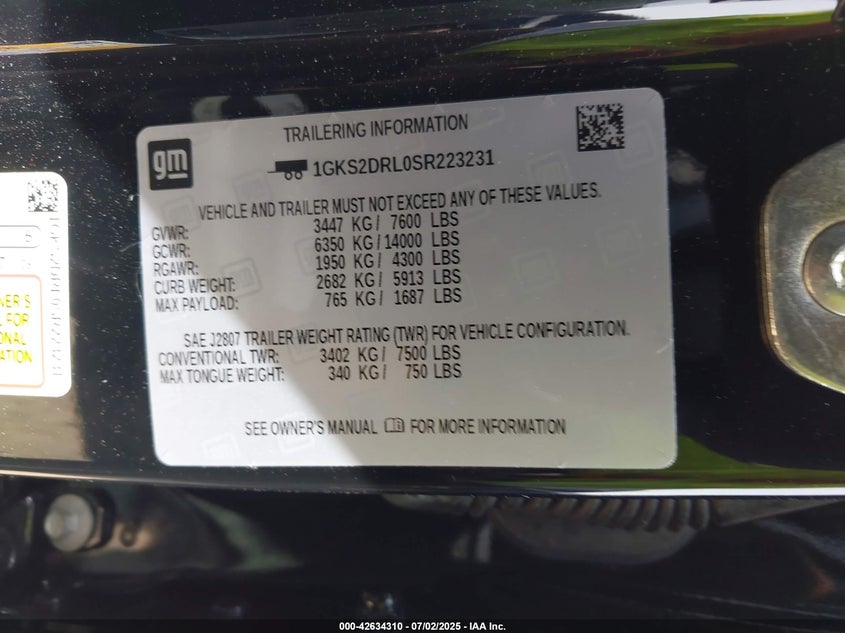 gm
TRAILERING INFORMATION
1GKS2DRL0SR223231
VEHICLE AND TRAILER MUST NOT EXCEED ANY OF THESE VALUES.
GVWR: 3447 KG / 7600 LBS
GCWR: 6350 KG / 14000 LBS
RGAWR: 1950 KG / 4300 LBS
CURB WEIGHT: 2682 KG / 5913 LBS
MAX PAYLOAD: 765 KG / 1687 LBS
SAE J2807 TRAILER WEIGHT RATING (TWR) FOR VEHICLE CONFIGURATION.
CONVENTIONAL TWR: 3402 KG / 7500 LBS
MAX TONGUE WEIGHT: 340 KG / 750 LBS
SEE OWNER'S MANUAL FOR MORE INFORMATION
FOR
000-42634310 - 07/02/2025 - IAA Inc.